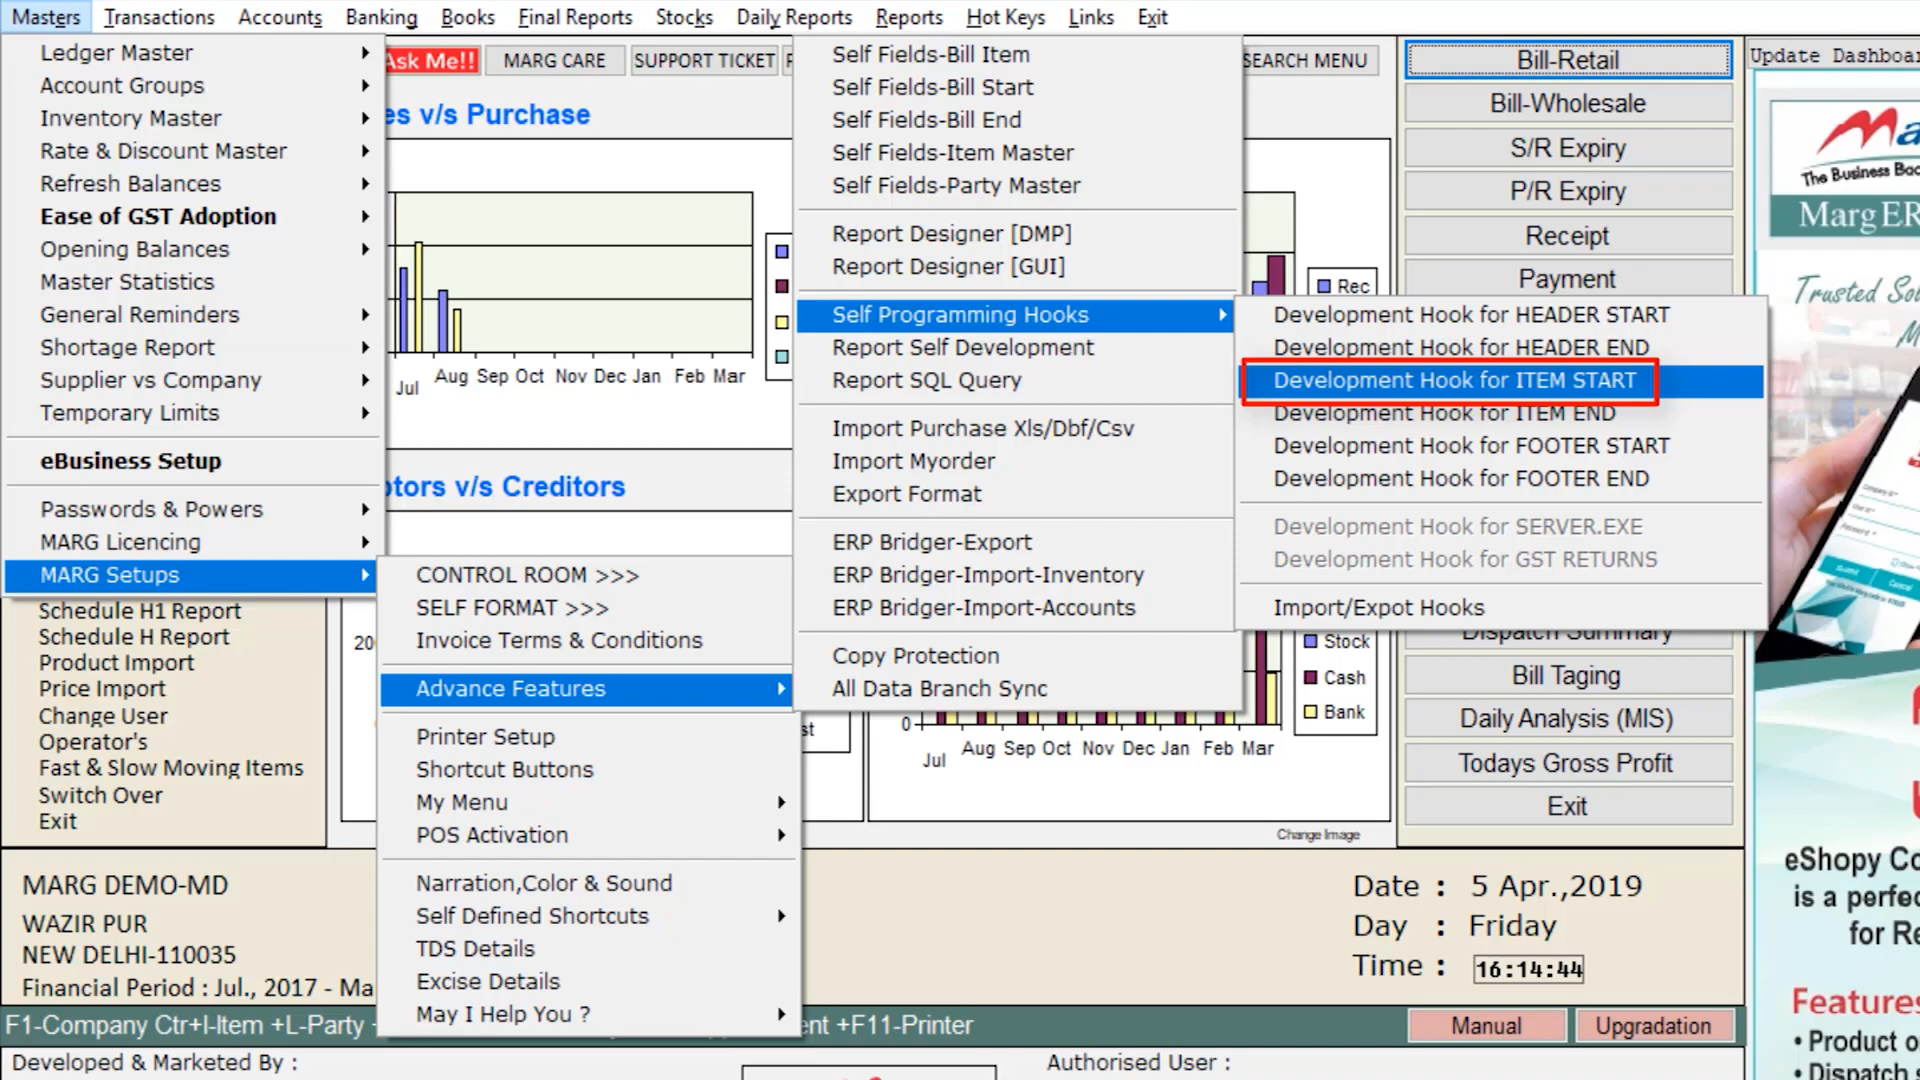 Masters Transactions Accounts Banking Books Final Reports Stocks Daily Reports Reports Hot Keys Links Exit
Ledger Master
Account Groups
Inventory Master
Rate & Discount Master
Refresh Balances
Ease of GST Adoption
Opening Balances
Master Statistics
General Reminders
Shortage Report
Supplier vs Company
Temporary Limits
eBusiness Setup
Passwords & Powers
MARG Licencing
MARG Setups
Schedule H1 Report
Schedule H Report
Product Import
Price Import
Change User
Operator's
Fast & Slow Moving Items
Switch Over
Exit
Ask Me!! MARG CARE SUPPORT TICKET SEARCH MENU
v/s Purchase
Jul Aug Sep Oct Nov Dec Jan Feb Mar
v/s Creditors
CONTROL ROOM >>>
SELF FORMAT >>>
Invoice Terms & Conditions
Advance Features
Printer Setup
Shortcut Buttons
My Menu
POS Activation
Narration,Color & Sound
Self Defined Shortcuts
TDS Details
Excise Details
May I Help You ?
Self Fields-Bill Item
Self Fields-Bill Start
Self Fields-Bill End
Self Fields-Item Master
Self Fields-Party Master
Report Designer [DMP]
Report Designer [GUI]
Self Programming Hooks
Report Self Development
Report SQL Query
Import Purchase Xls/Dbf/Csv
Import Myorder
Export Format
ERP Bridger-Export
ERP Bridger-Import-Inventory
ERP Bridger-Import-Accounts
Copy Protection
All Data Branch Sync
Rec
Development Hook for HEADER START
Development Hook for HEADER END
Development Hook for ITEM START
Development Hook for ITEM END
Development Hook for FOOTER START
Development Hook for FOOTER END
Development Hook for SERVER.EXE
Development Hook for GST RETURNS
Import/Expot Hooks
Stock
Cash
Bank
0
Jul Aug Sep Oct Nov Dec Jan Feb Mar
Change Image
Bill-Retail
Bill-Wholesale
S/R Expiry
P/R Expiry
Receipt
Payment
Dispatch Summary
Bill Taging
Daily Analysis (MIS)
Todays Gross Profit
Exit
Update
The Business
Marg
Trusted
eShopy
is a
for
Features
• Product
• Dispatch
MARG DEMO-MD
WAZIR PUR
NEW DELHI-110035
Financial Period : Jul., 2017 -
Date : 5 Apr.,2019
Day : Friday
Time : 16:14:44
F1-Company Ctr+I-Item +L-Party +F11-Printer
Manual Upgradation
Developed & Marketed By :
Authorised User :